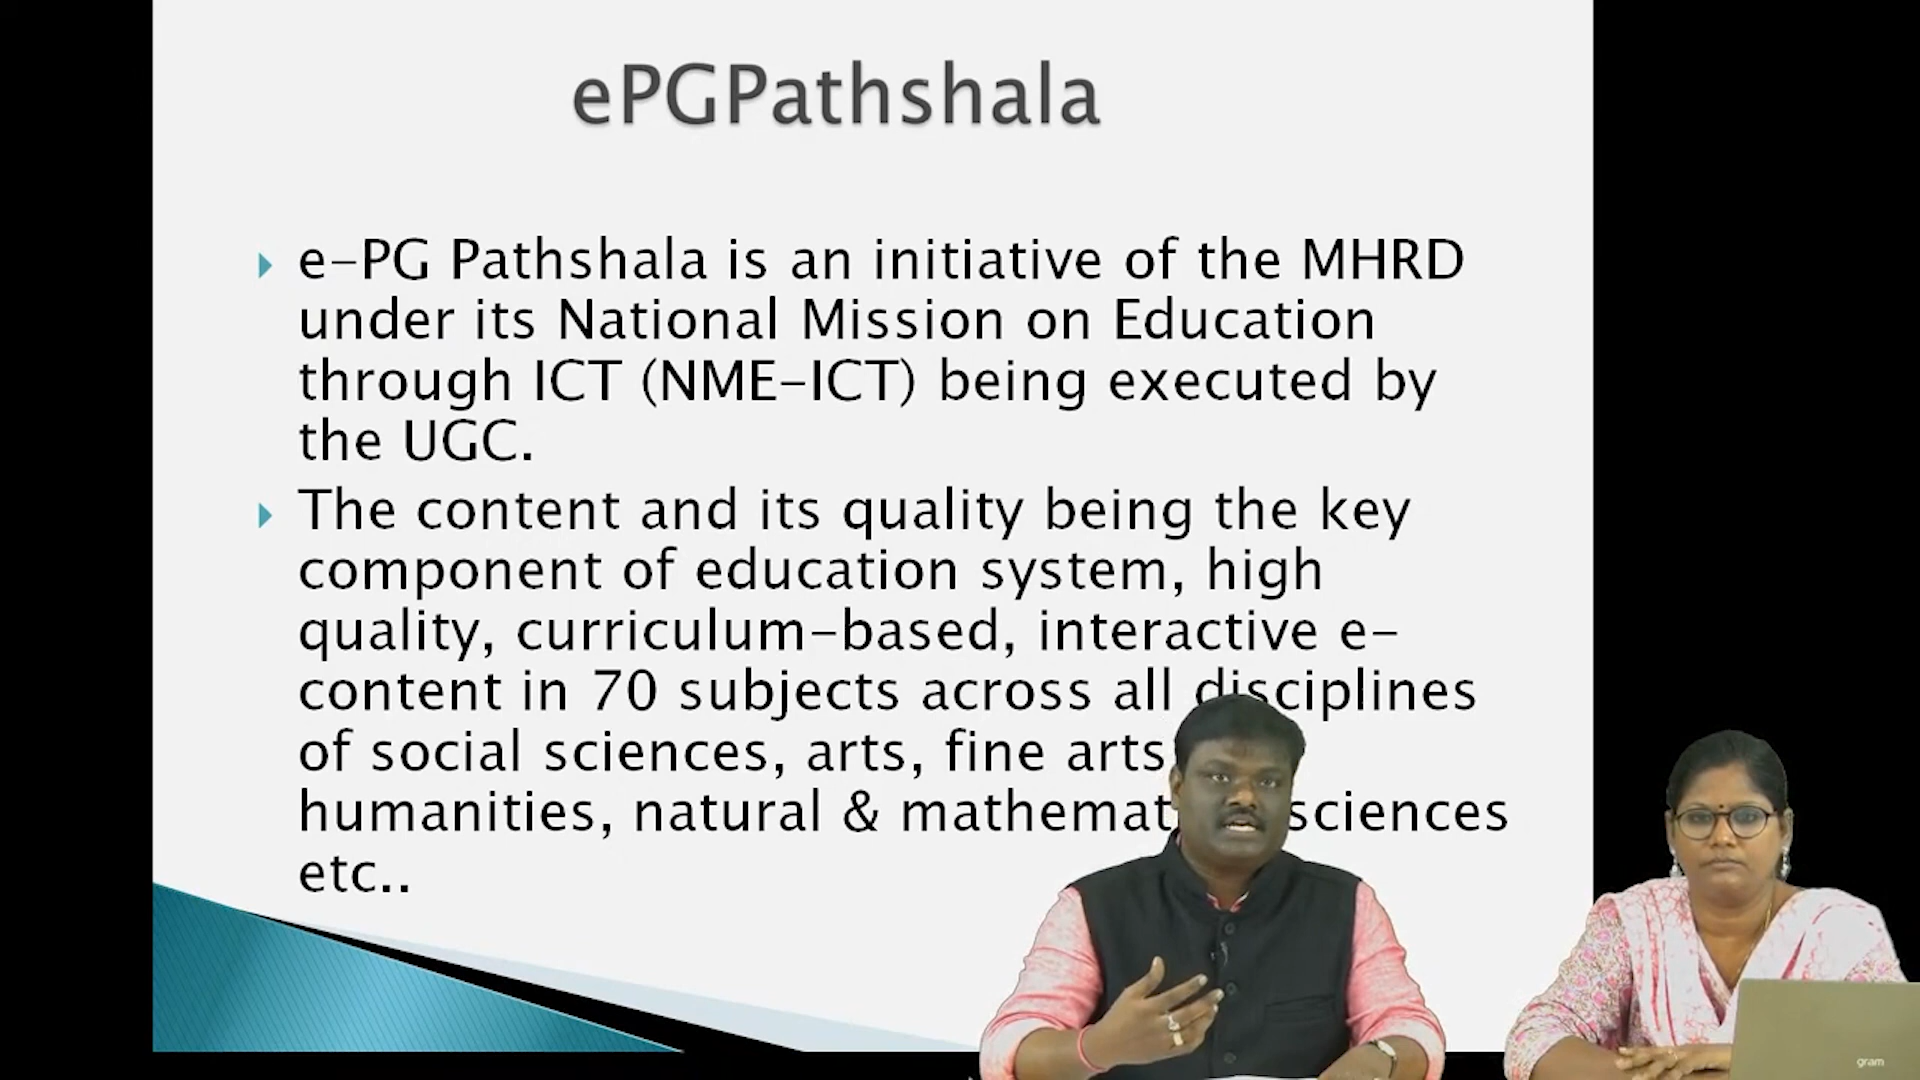 ePGPathshala
e-PG Pathshala is an initiative of the MHRD
under its National Mission on Education
through ICT (NME-ICT) being executed by
the UGC.
The content and its quality being the key
component of education system, high
quality, curriculum-based, interactive e-
content in 70 subjects across all disciplines
of social sciences, arts, fine arts
humanities, natural & sciences
etc..
gram